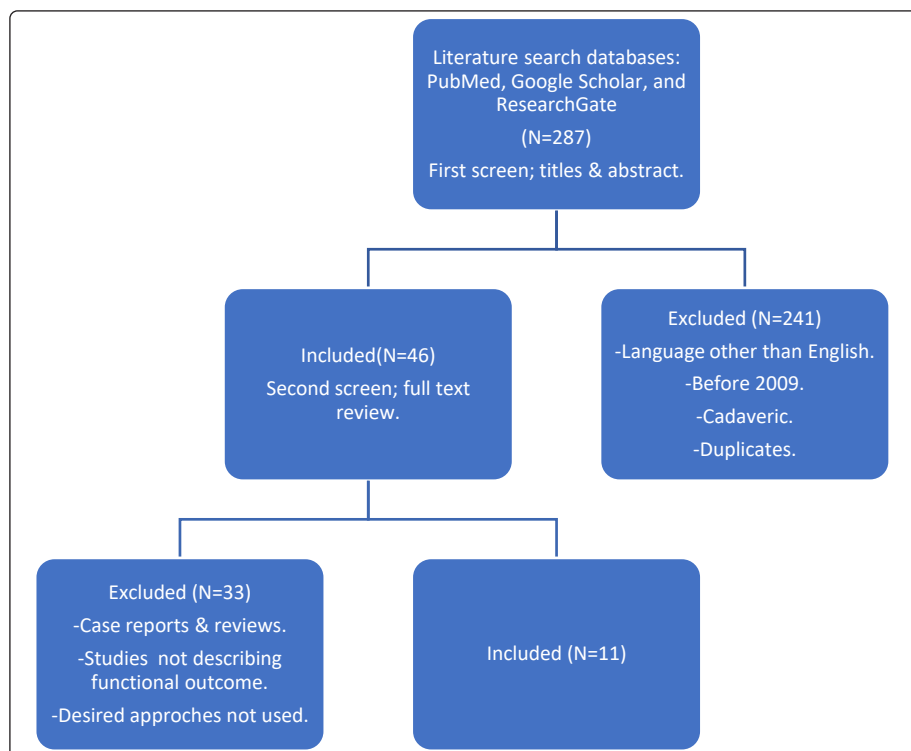 Literature search databases:
PubMed, Google Scholar, and
ResearchGate
(N=287)
First screen; titles & abstract.
Included(N=46)
Second screen; full text
review.
Excluded (N=241)
-Language other than English.
-Before 2009.
-Cadaveric.
-Duplicates.
Excluded (N=33)
-Case reports & reviews.
-Studies not describing
functional outcome.
-Desired approches not used.
Included (N=11)